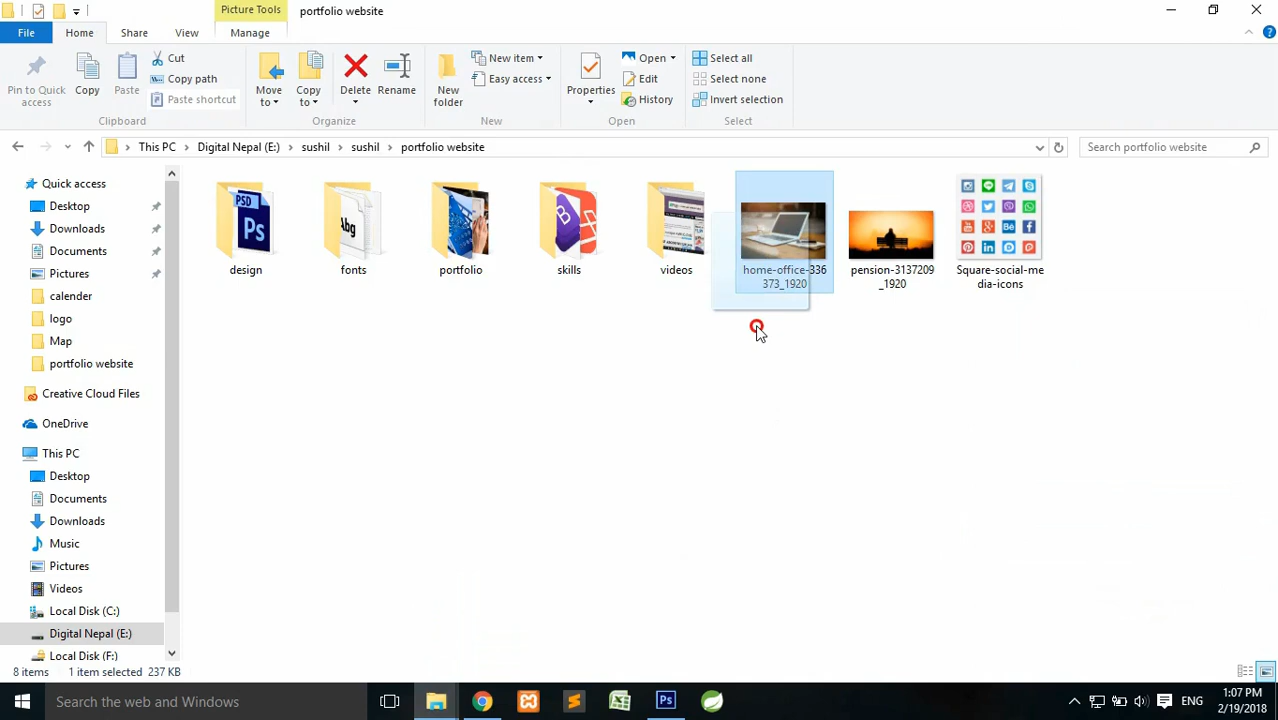 Picture Tools
portfolio website
File
Home
Share
View
Manage
Pin to Quick
access
Copy
Paste
Cut
Copy path
Paste shortcut
Clipboard
Move
to
Copy
to
Delete
Rename
Organize
New
folder
New item
Easy access
New
Properties
Open
Edit
History
Open
Select all
Select none
Invert selection
Select
This PC
Digital Nepal (E:)
sushil
sushil
portfolio website
Search portfolio website
Quick access
Desktop
Downloads
Documents
Pictures
calender
logo
Map
portfolio website
Creative Cloud Files
OneDrive
This PC
Desktop
Documents
Downloads
Music
Pictures
Videos
Local Disk (C:)
Digital Nepal (E:)
Local Disk (F:)
PSD
Ps
design
Abg
fonts
portfolio
B
skills
videos
home-office-336
373_1920
pension-3137209
_1920
Square-social-me
dia-icons
8 items
1 item selected 237 KB
Search the web and Windows
Ps
ENG
1:07 PM
2/19/2018